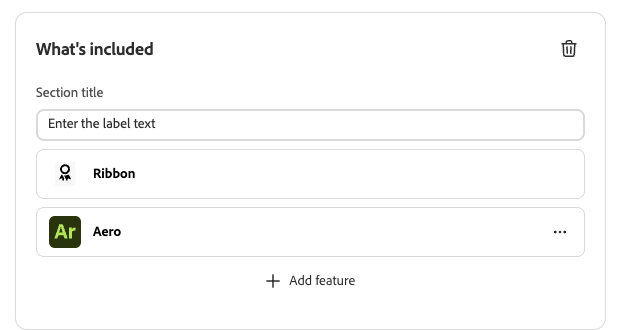 What's included
Section title
Enter the label text
Ribbon
Ar Aero
Add feature